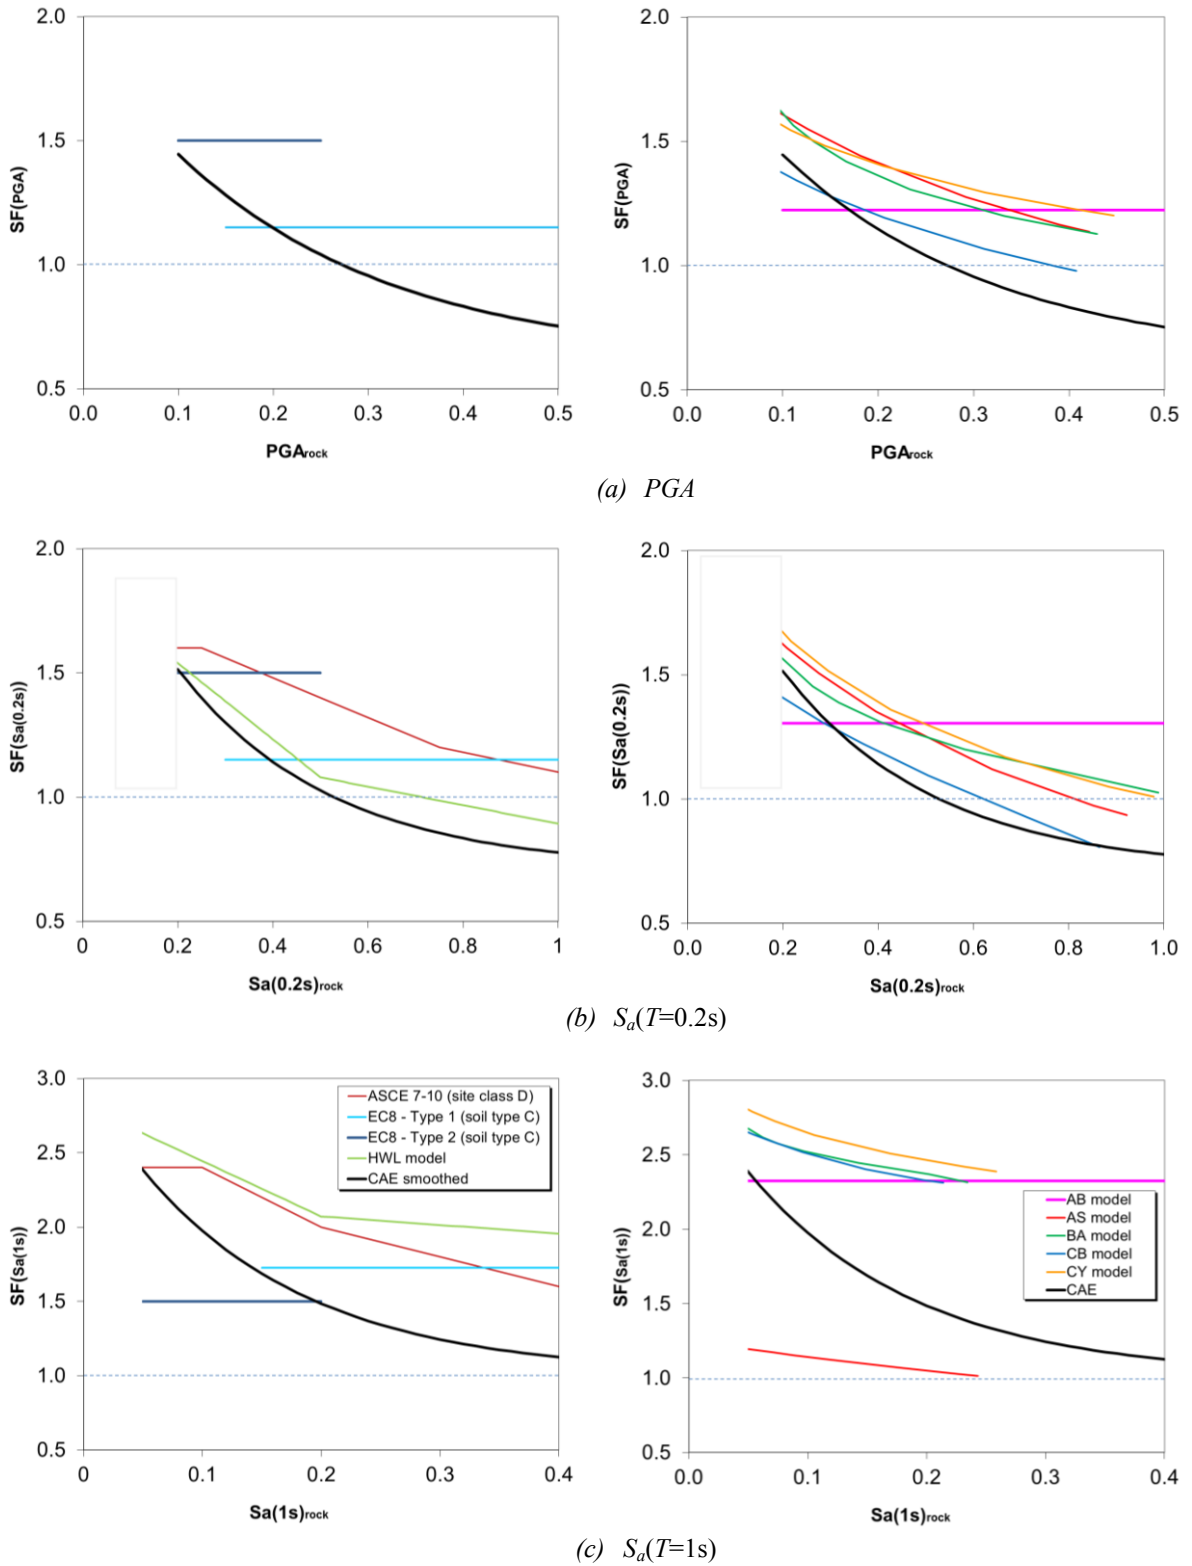 2.0
1.5
1.0
0.5
SF(PGA)
0.0 0.1 0.2 0.3 0.4 0.5
PGArock
2.0
1.5
1.0
0.5
SF(PGA)
0.0 0.1 0.2 0.3 0.4 0.5
PGArock
(a) PGA
2.0
1.5
1.0
0.5
SF(Sa(0.2s))
0 0.2 0.4 0.6 0.8 1
Sa(0.2s)rock
2.0
1.5
1.0
0.5
SF(Sa(0.2s))
0.0 0.2 0.4 0.6 0.8 1.0
Sa(0.2s)rock
(b) Sa(T=0.2s)
3.0
2.5
2.0
1.5
1.0
0.5
SF(Sa(1s))
ASCE 7-10 (site class D)
EC8 - Type 1 (soil type C)
EC8 - Type 2 (soil type C)
HWL model
CAE smoothed
0 0.1 0.2 0.3 0.4
Sa(1s)rock
3.0
2.5
2.0
1.5
1.0
0.5
SF(Sa(1s))
AB model
AS model
BA model
CB model
CY model
CAE
0.0 0.1 0.2 0.3 0.4
Sa(1s)rock
(c) Sa(T=1s)